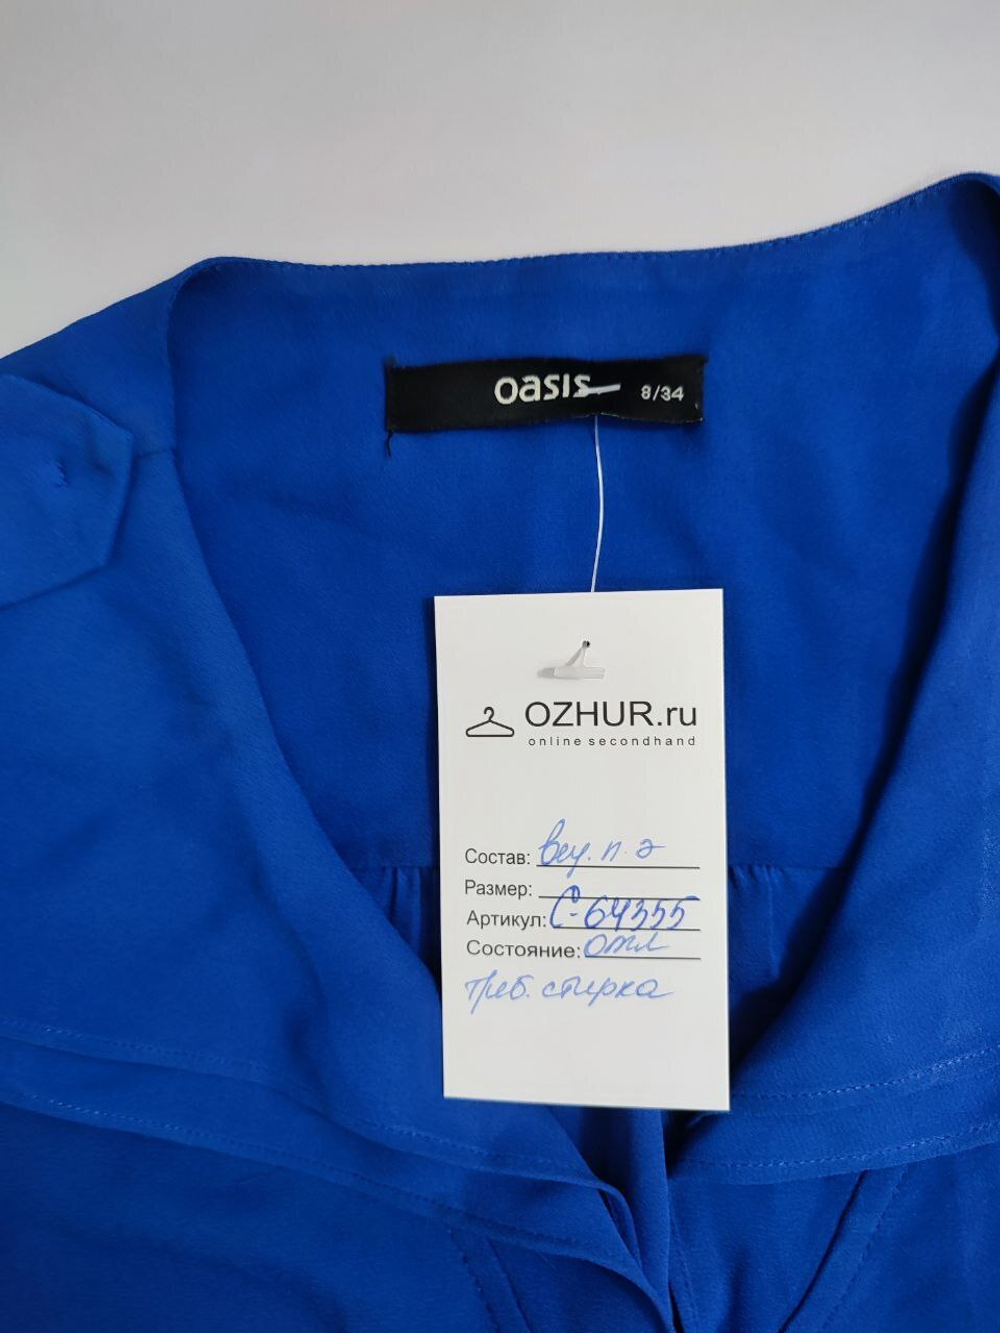 oasis 8/34
OZHUR.ru
online secondhand
Состав: вец. п.э
Размер:
Артикул: С-64355
Состояние: отл
треб. стирка